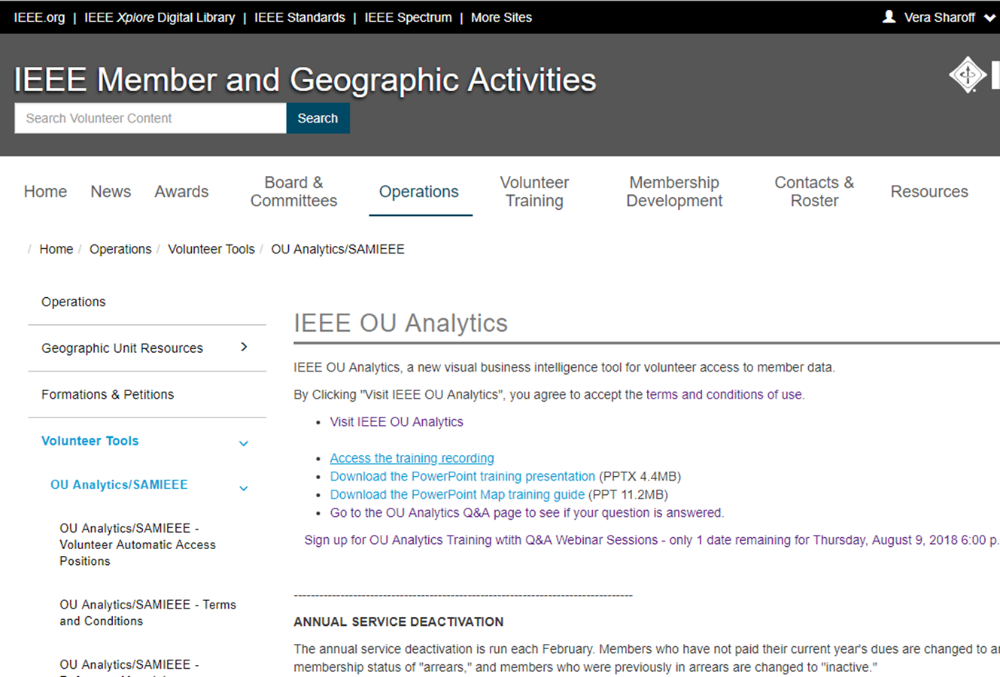 IEEE.org | IEEE Xplore Digital Library | IEEE Standards | IEEE Spectrum | More Sites
Vera Sharoff
IEEE Member and Geographic Activities
Search Volunteer Content
Search
Home
News
Awards
Board &
Committees
Operations
Volunteer
Training
Membership
Development
Contacts &
Roster
Resources
/ Home / Operations / Volunteer Tools / OU Analytics/SAMIEEE
Operations
Geographic Unit Resources
Formations & Petitions
Volunteer Tools
OU Analytics/SAMIEEE
OU Analytics/SAMIEEE -
Volunteer Automatic Access
Positions
OU Analytics/SAMIEEE - Terms
and Conditions
OU Analytics/SAMIEEE -
IEEE OU Analytics
IEEE OU Analytics, a new visual business intelligence tool for volunteer access to member data.
By Clicking "Visit IEEE OU Analytics", you agree to accept the terms and conditions of use.
• Visit IEEE OU Analytics
• Access the training recording
• Download the PowerPoint training presentation (PPTX 4.4MB)
• Download the PowerPoint Map training guide (PPT 11.2MB)
• Go to the OU Analytics Q&A page to see if your question is answered.
Sign up for OU Analytics Training wtith Q&A Webinar Sessions - only 1 date remaining for Thursday, August 9, 2018 6:00 p.
--------------------------------------------------------------------------------
ANNUAL SERVICE DEACTIVATION
The annual service deactivation is run each February. Members who have not paid their current year's dues are changed to
membership status of "arrears," and members who were previously in arrears are changed to "inactive."